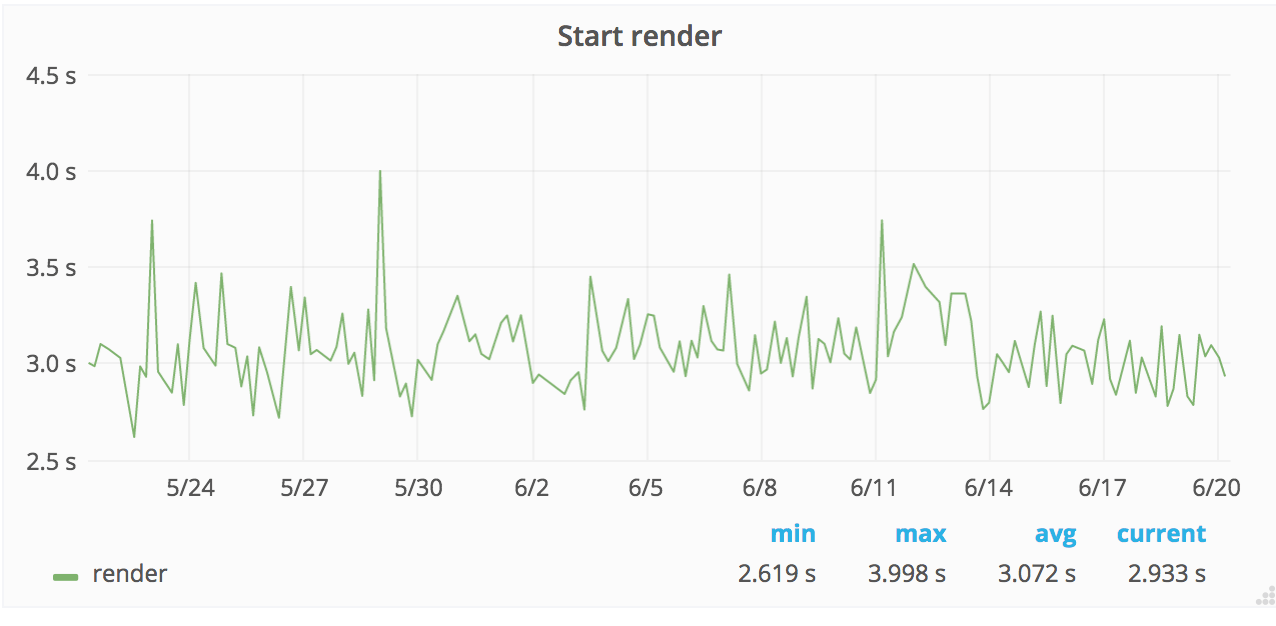 Start render
4.5 s
4.0 s
3.5 s
3.0 s
2.5 s
5/24 5/27 5/30 6/2 6/5 6/8 6/11 6/14 6/17 6/20
min max avg current
render 2.619 s 3.998 s 3.072 s 2.933 s